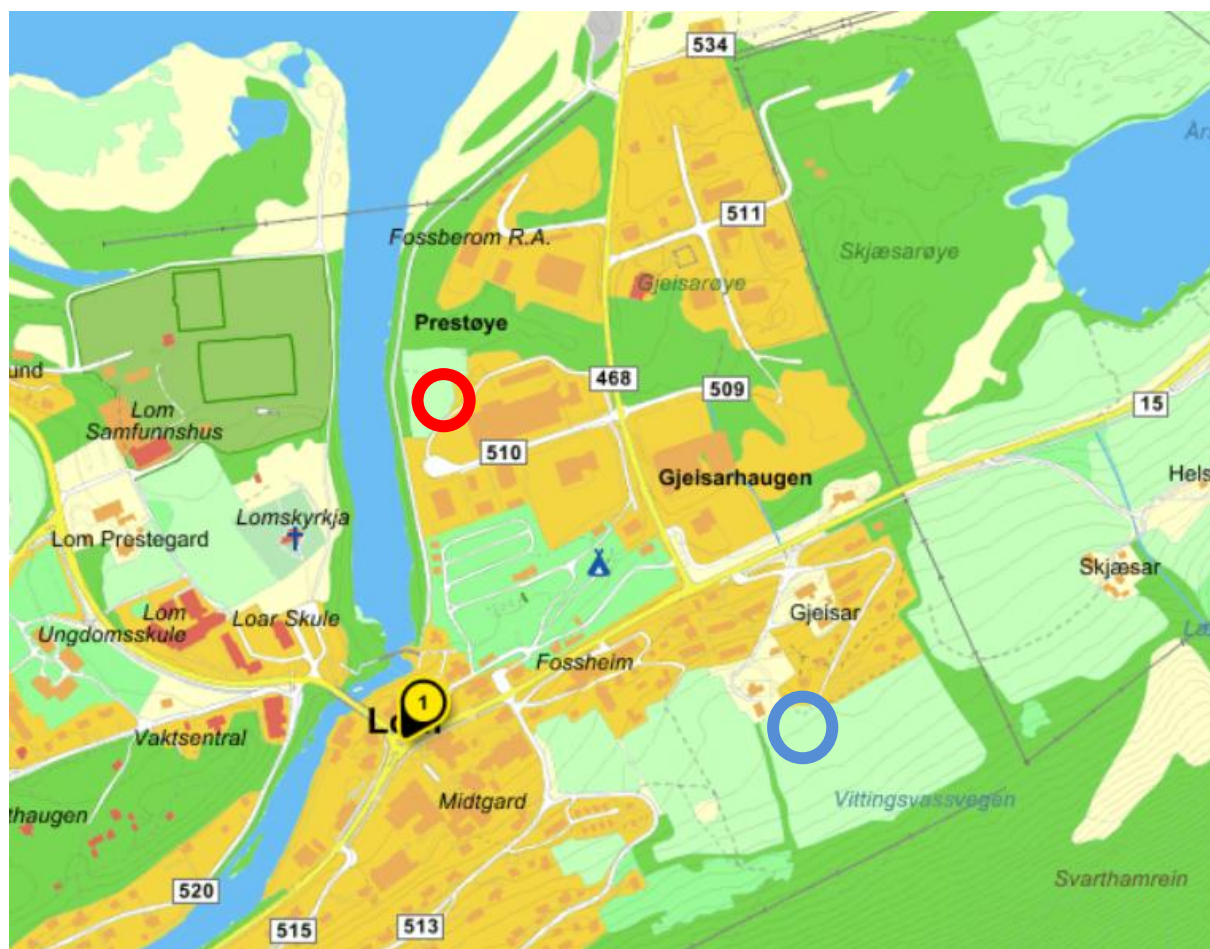 534
År
511
Fossberom R.A.
Skjæsarøye
Gjeisarøye
Prestøye
und
468
509
15
Lom
Samfunnshus
510
Gjeisarhaugen
Hels
Lomskyrkja
Lom Prestegard
Skjæsar
Lom
Ungdomsskule
Loar Skule
Gjeisar
Fossheim
1
Vaktsentral
Midtgard
Vittingsvassvegen
thaugen
Svarthamrein
520
515
513